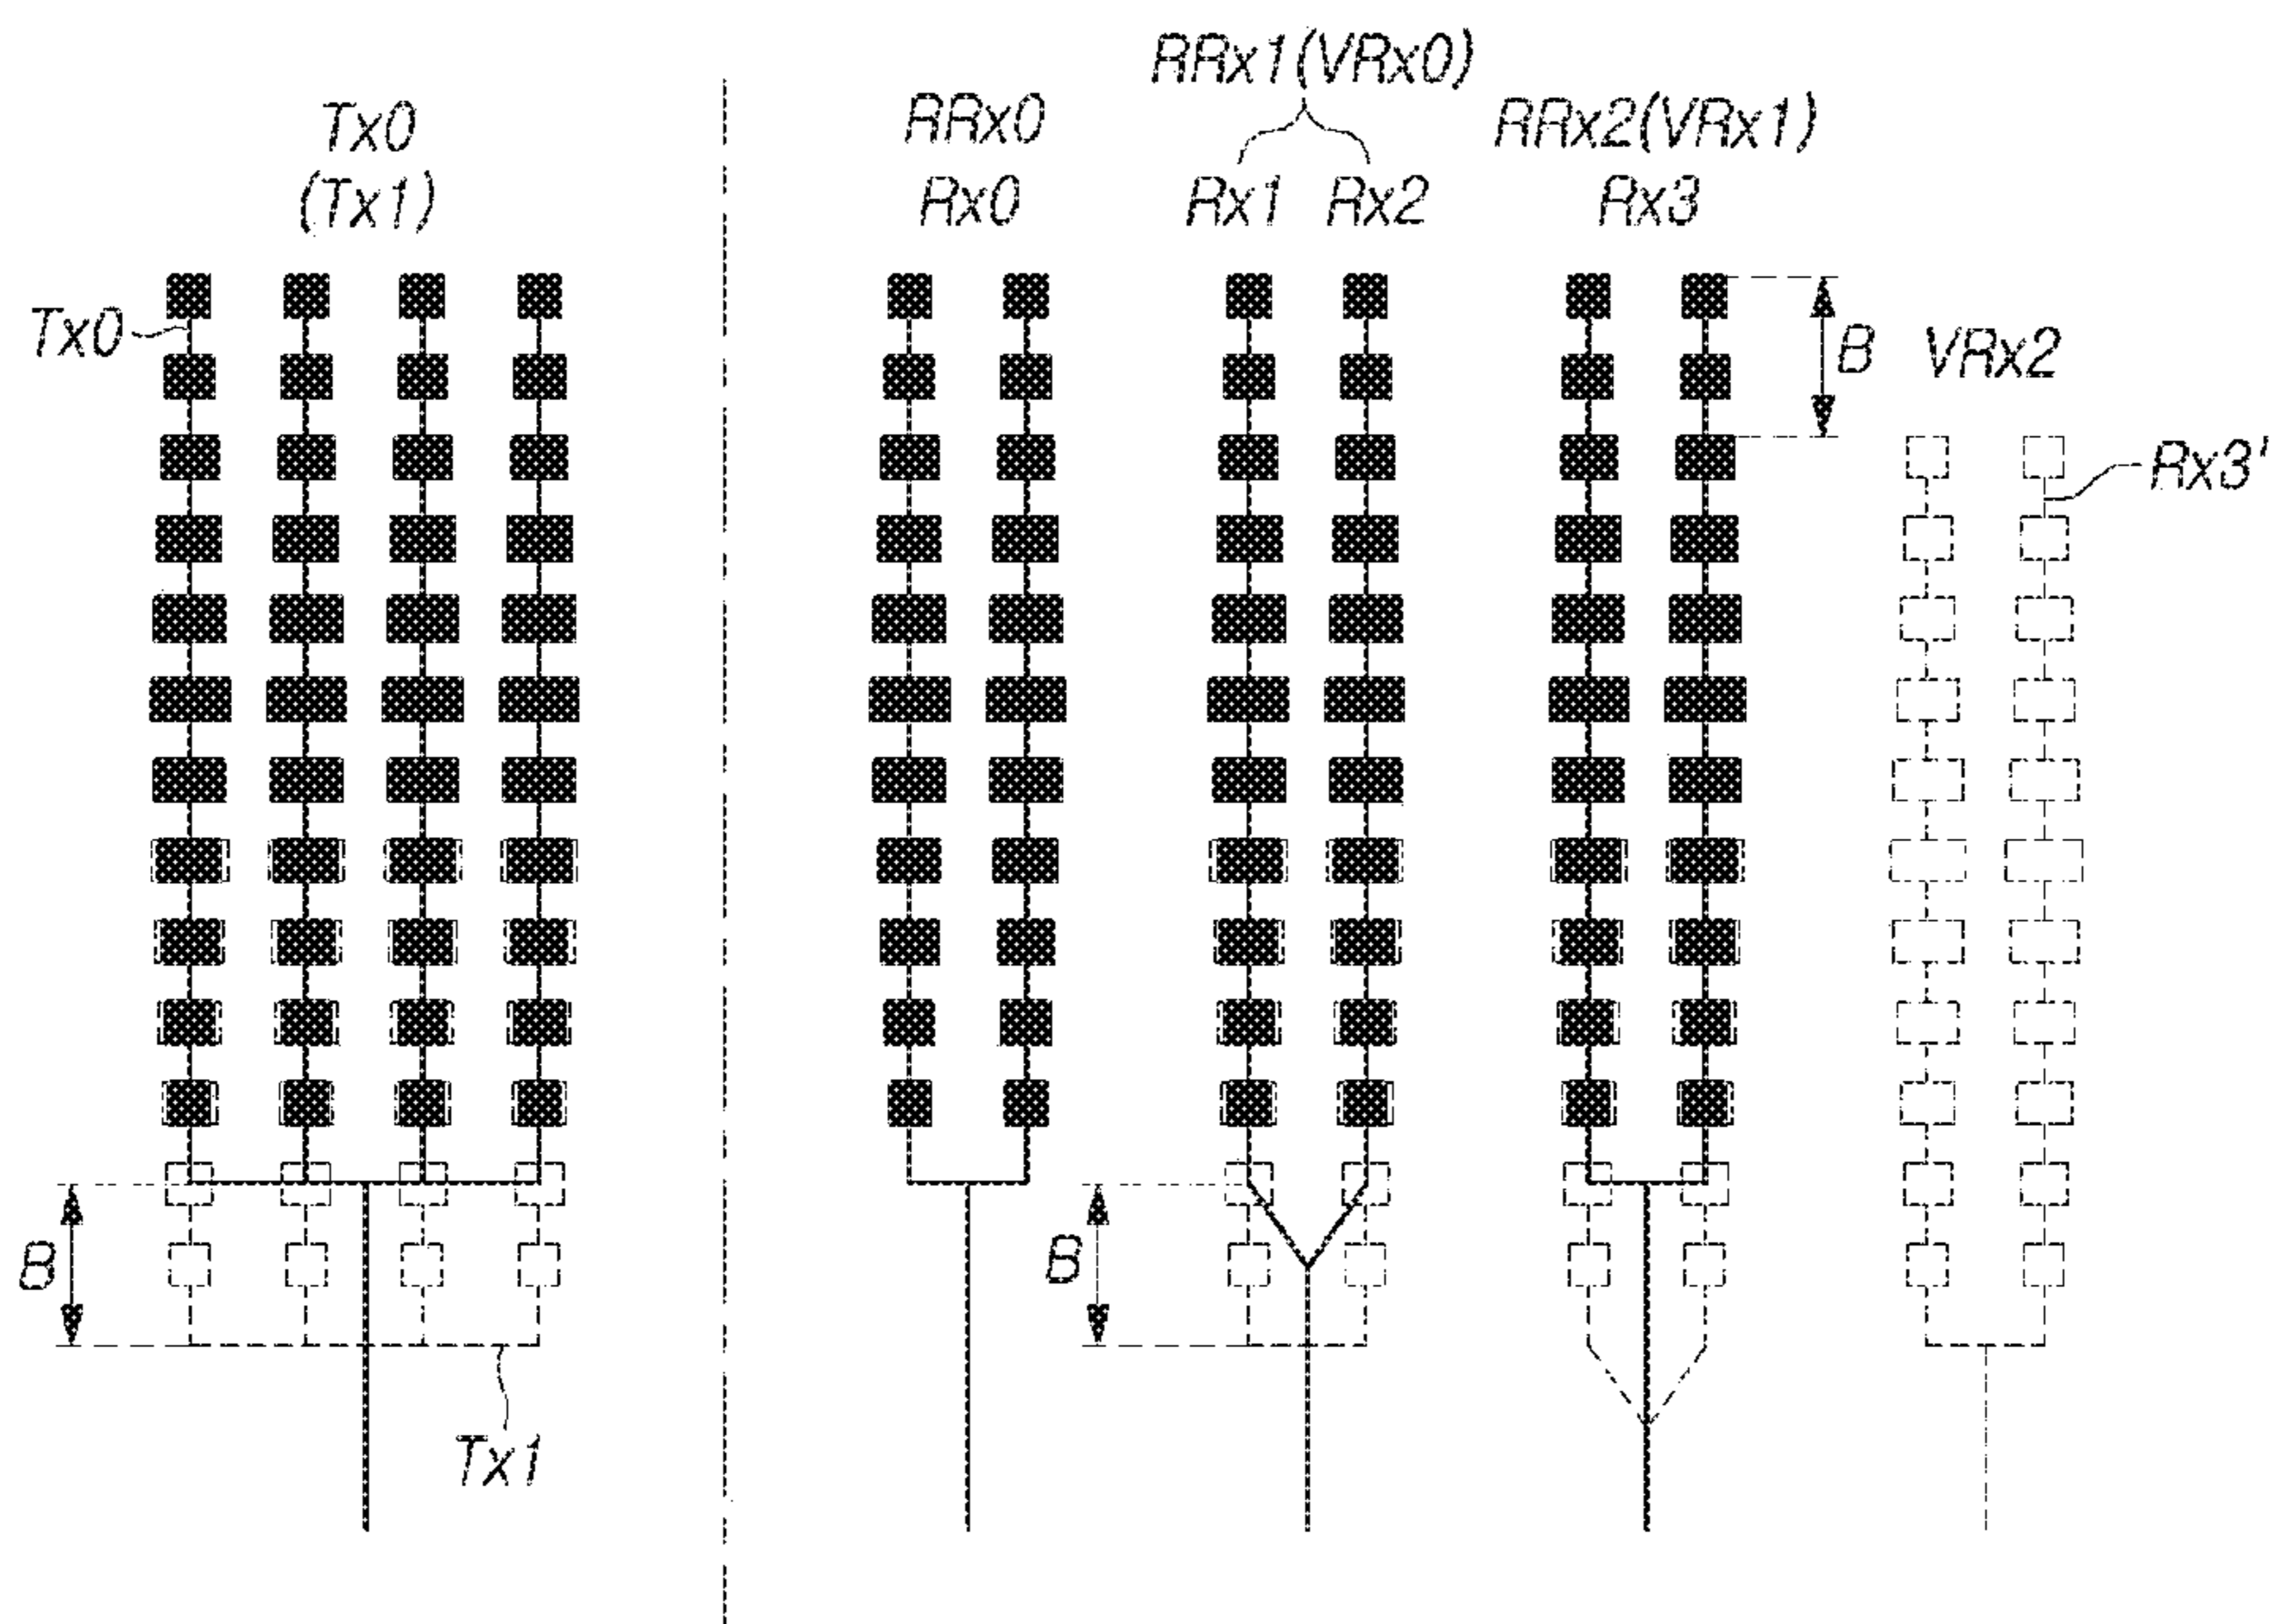 RRx1(VRx0)
Tx0
(Tx1)
RRx0
RRx2(VRx1)
Rx0
Rx1
Rx2
Rx3
Tx0
B
VRx2
Rx3'
B
B
Tx1